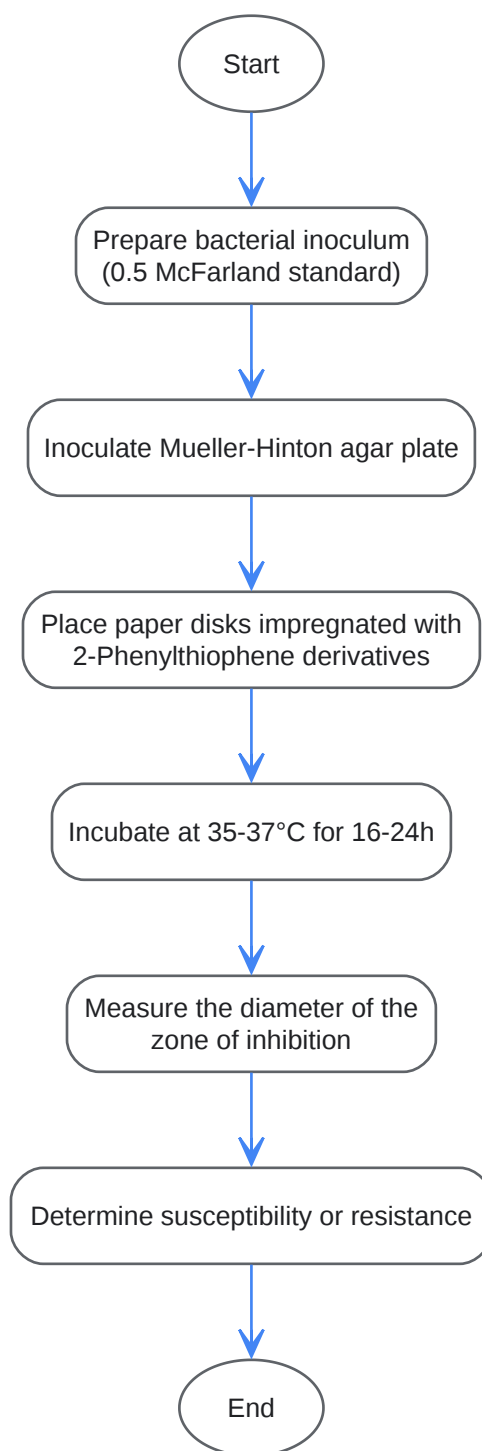 Start
Prepare bacterial inoculum
(0.5 McFarland standard)
Inoculate Mueller-Hinton agar plate
Place paper disks impregnated with
2-Phenylthiophene derivatives
Incubate at 35-37°C for 16-24h
Measure the diameter of the
zone of inhibition
Determine susceptibility or resistance
End